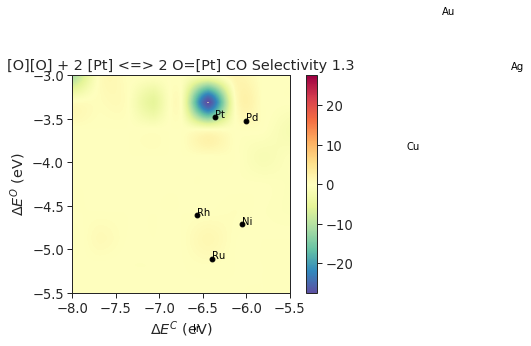 Au
Ag
[O][O] + 2 [Pt] <=> 2 O=[Pt] CO Selectivity 1.3
Cu
Pt
Pd
Rh
Ni
Ru
Ir
−3.0
−3.5
−4.0
−4.5
−5.0
−5.5
ΔE^O (eV)
−8.0 −7.5 −7.0 −6.5 −6.0 −5.5
ΔE^C (eV)
20
10
0
−10
−20